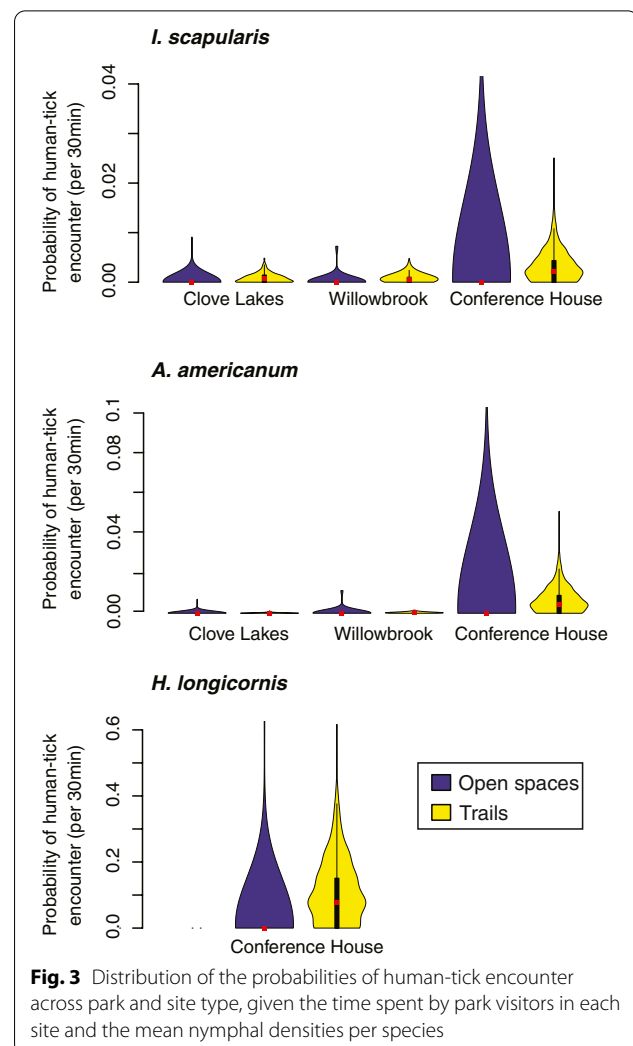 I. scapularis
Probability of human-tick
encounter (per 30min)
0.04
0.02
0.00
Clove Lakes
Willowbrook
Conference House
A. americanum
Probability of human-tick
encounter (per 30min)
0.1
0.08
0.04
0.00
Clove Lakes
Willowbrook
Conference House
H. longicornis
Probability of human-tick
encounter (per 30min)
0.6
0.4
0.2
0.
Conference House
Open spaces
Trails
Fig. 3 Distribution of the probabilities of human-tick encounter
across park and site type, given the time spent by park visitors in each
site and the mean nymphal densities per species